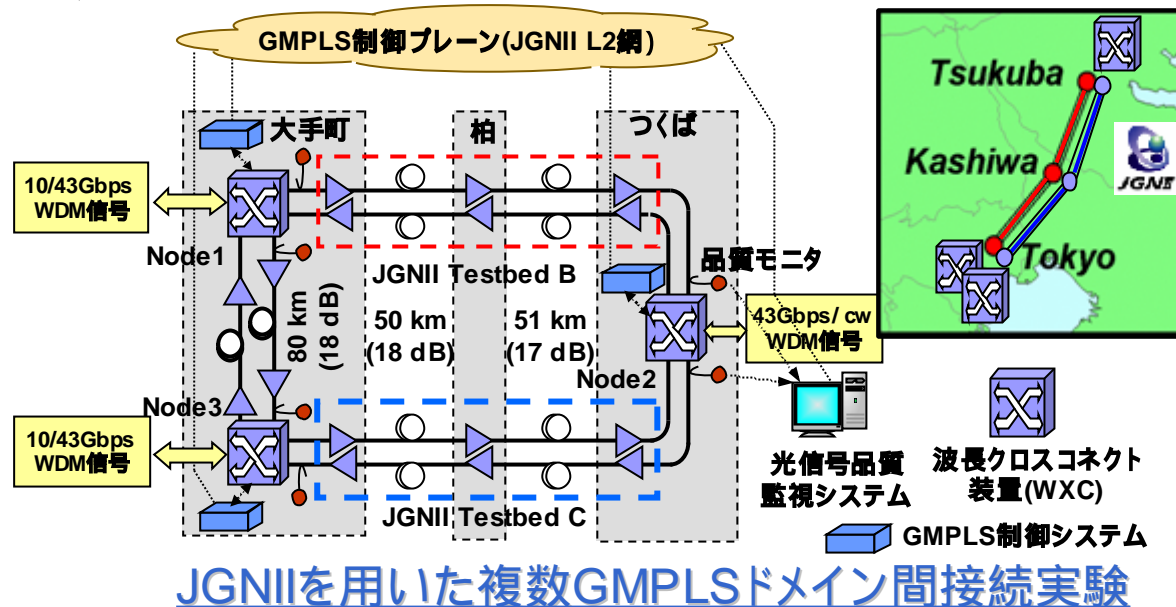 GMPLS制御プレーン(JGNII L2網)
大手町
柏
つくば
10/43Gbps
WDM信号
Node1
JGNII Testbed B
品質モニタ
80 km
(18 dB)
50 km
(18 dB)
51 km
(17 dB)
43Gbps/ cw
WDM信号
Node2
Node3
10/43Gbps
WDM信号
JGNII Testbed C
光信号品質
監視システム
Tsukuba
Kashiwa
Tokyo
JGNII
波長クロスコネクト
装置(WXC)
GMPLS制御システム
JGNIIを用いた複数GMPLSドメイン間接続実験